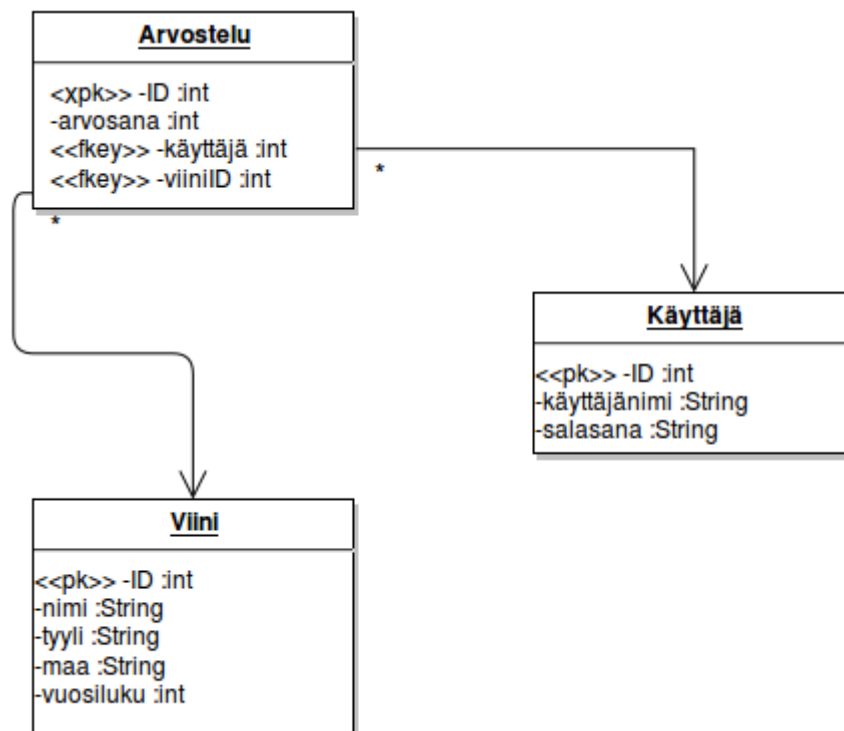 Arvostelu
<xpk>> -ID :int
-arvosana :int
<<fkey>> -käyttäjä :int
<<fkey>> -viiniID :int
*
*
Käyttäjä
<<pk>> -ID :int
-käyttäjänimi :String
-salasana :String
Viini
<<pk>> -ID :int
-nimi :String
-tyyli :String
-maa :String
-vuosiluku :int